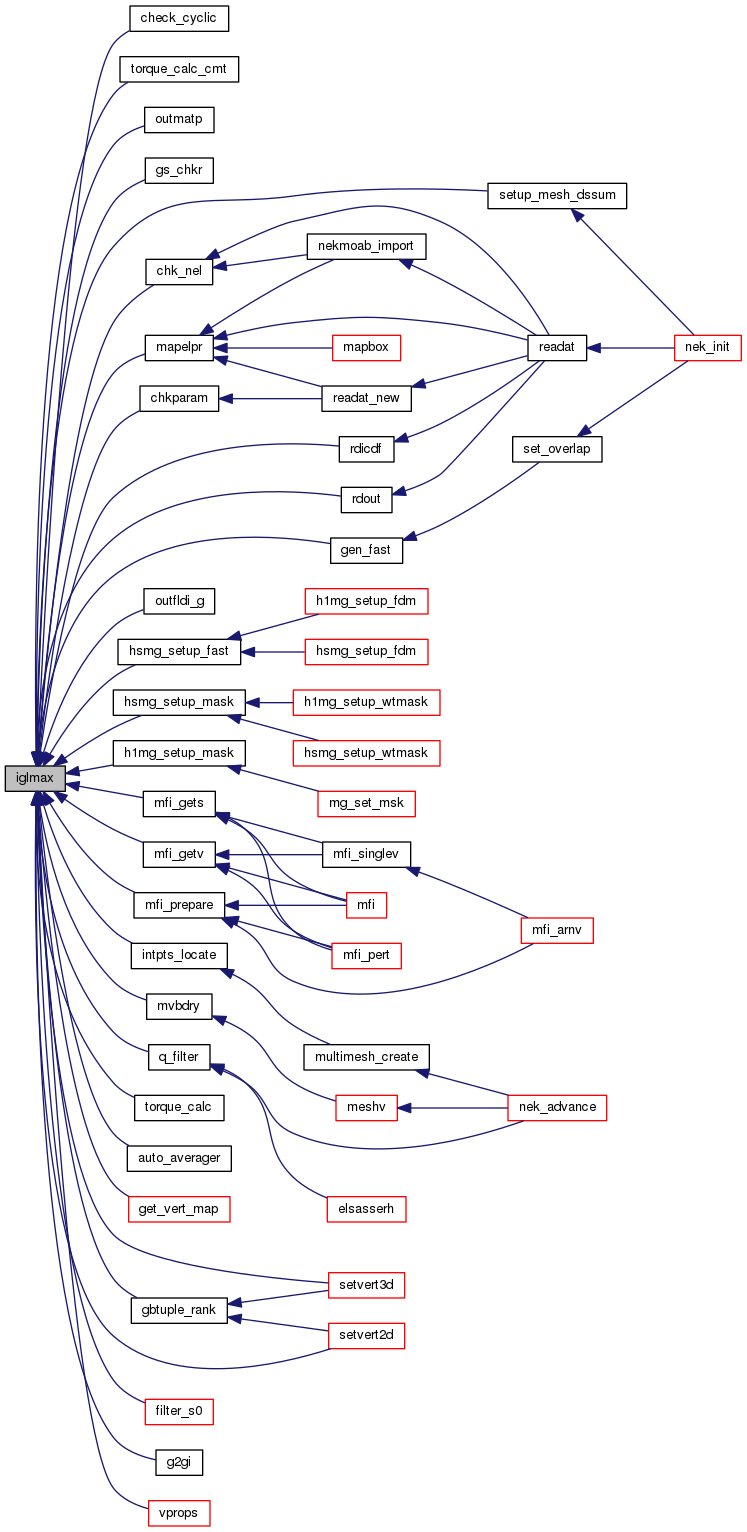 check_cyclic
torque_calc_cmt
outmatp
gs_chkr
setup_mesh_dssum
nekmoab_import
chk_nel
mapelpr
mapbox
readat
nek_init
chkparam
readat_new
rdicdf
set_overlap
rdout
gen_fast
outfldi_g
h1mg_setup_fdm
hsmg_setup_fast
hsmg_setup_fdm
hsmg_setup_mask
h1mg_setup_wtmask
h1mg_setup_mask
hsmg_setup_wtmask
iglmax
mfi_gets
mg_set_msk
mfi_getv
mfi_singlev
mfi_prepare
mfi
mfi_arnv
intpts_locate
mfi_pert
mvbdry
q_filter
multimesh_create
torque_calc
meshv
nek_advance
auto_averager
get_vert_map
elsasserh
setvert3d
gbtuple_rank
setvert2d
filter_s0
g2gi
vprops